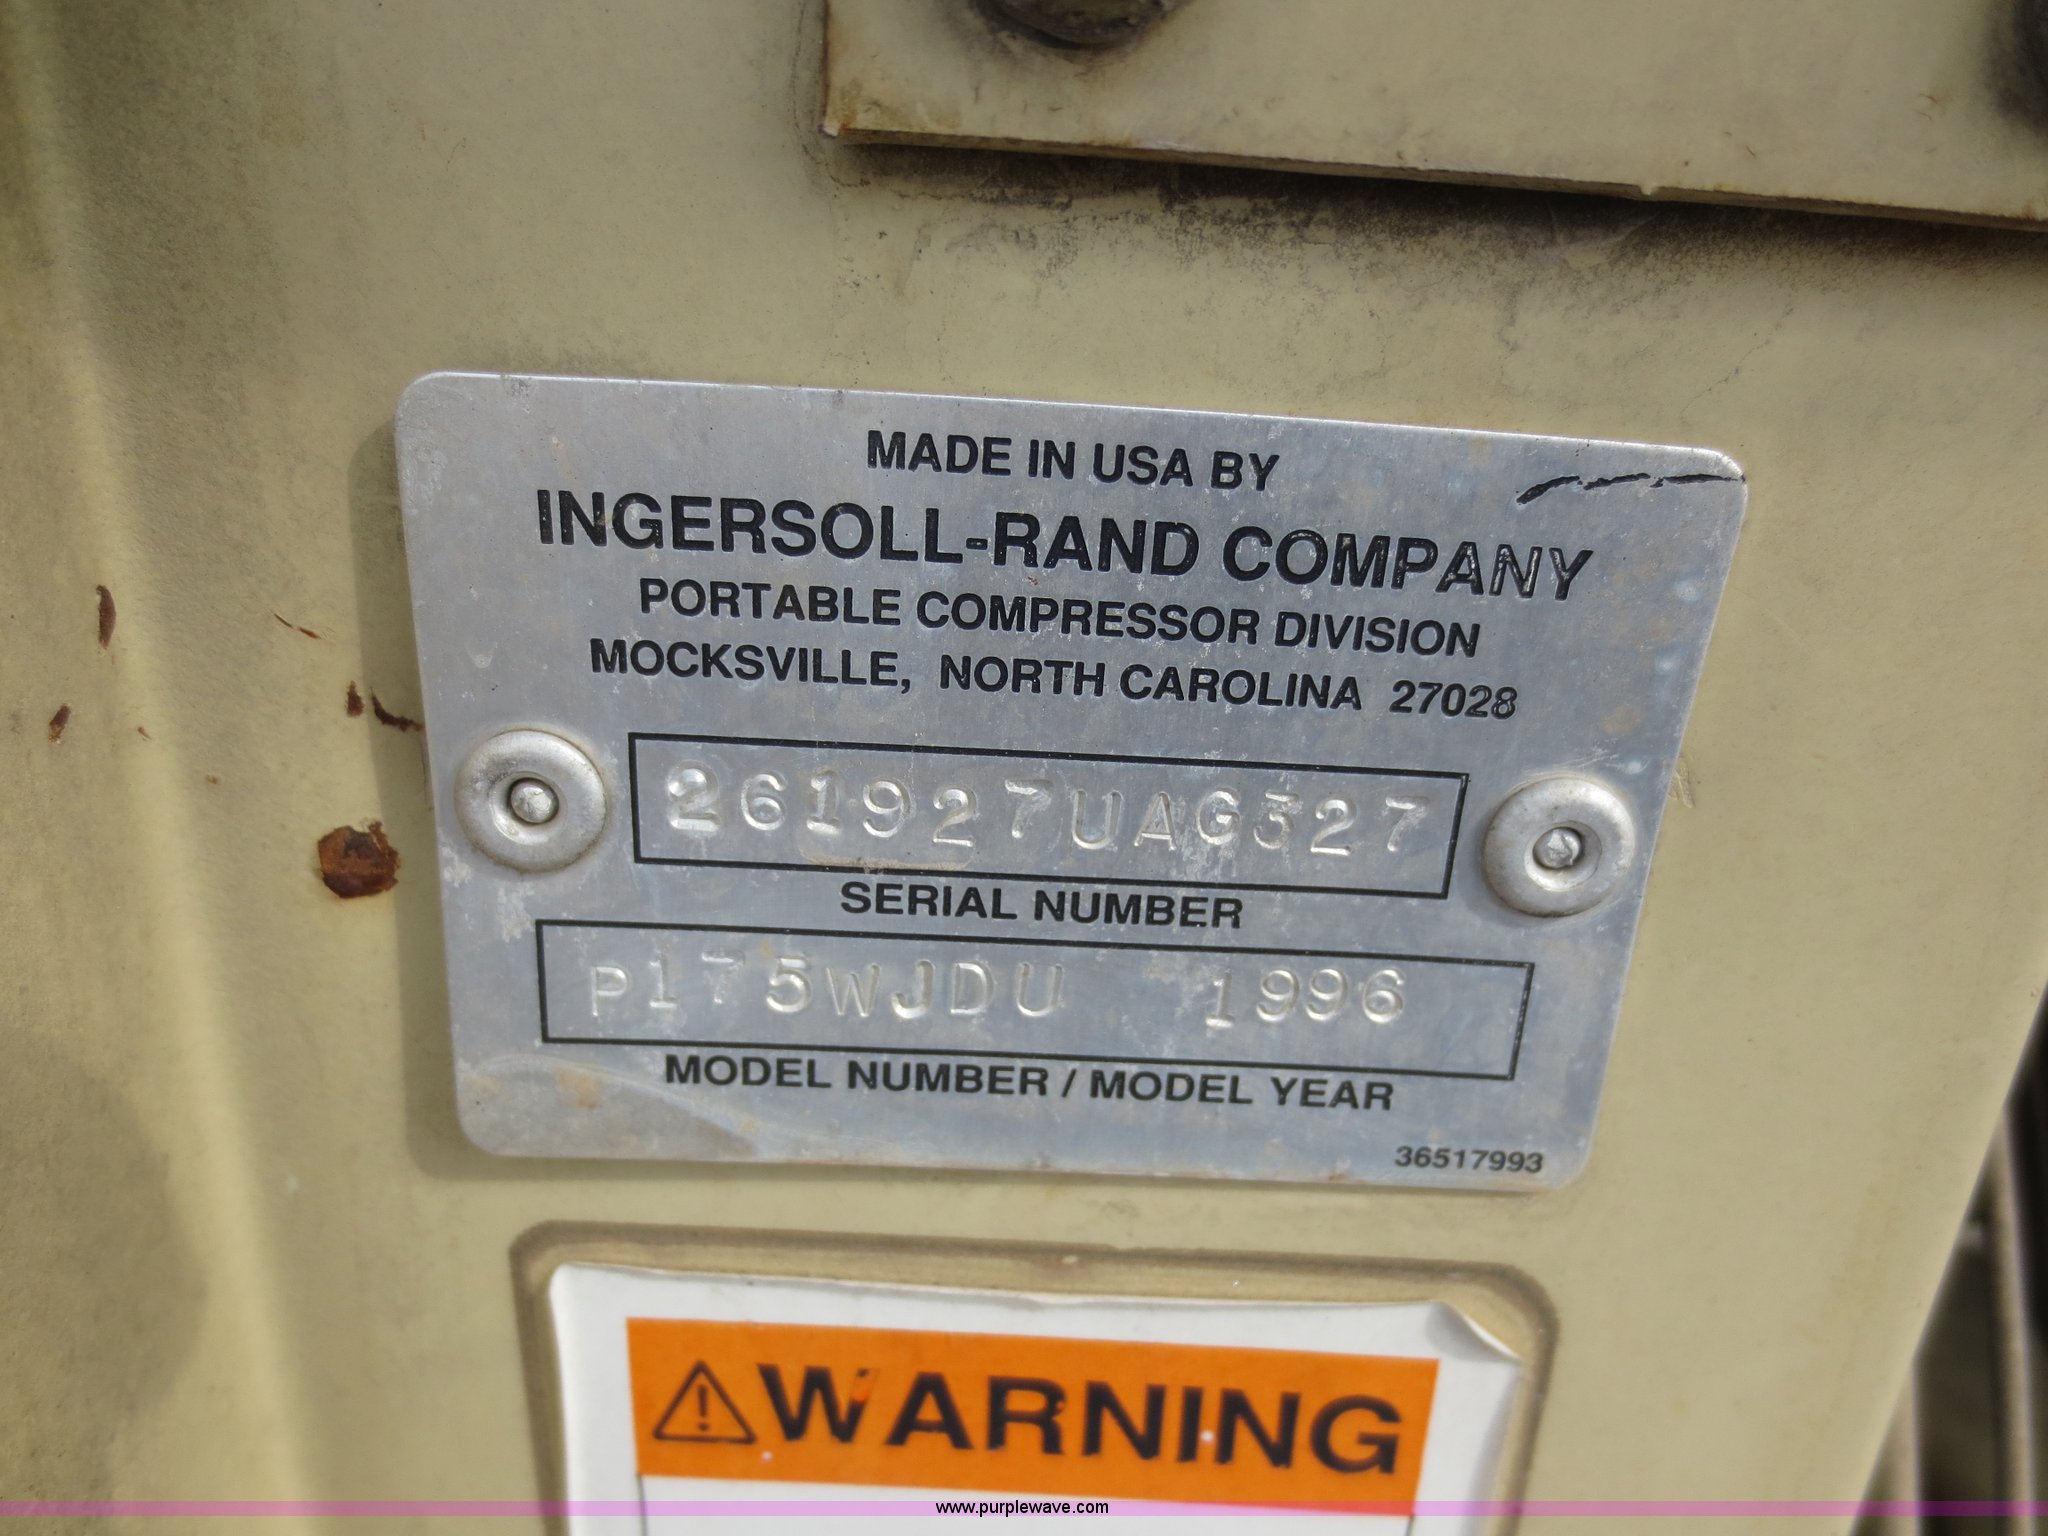 MADE IN USA BY
INGERSOLL-RAND COMPANY
PORTABLE COMPRESSOR DIVISION
MOCKSVILLE, NORTH CAROLINA 27028
261927UAG327
SERIAL NUMBER
P175WJDU 1996
MODEL NUMBER / MODEL YEAR
36517993
WARNING
www.purplewave.com